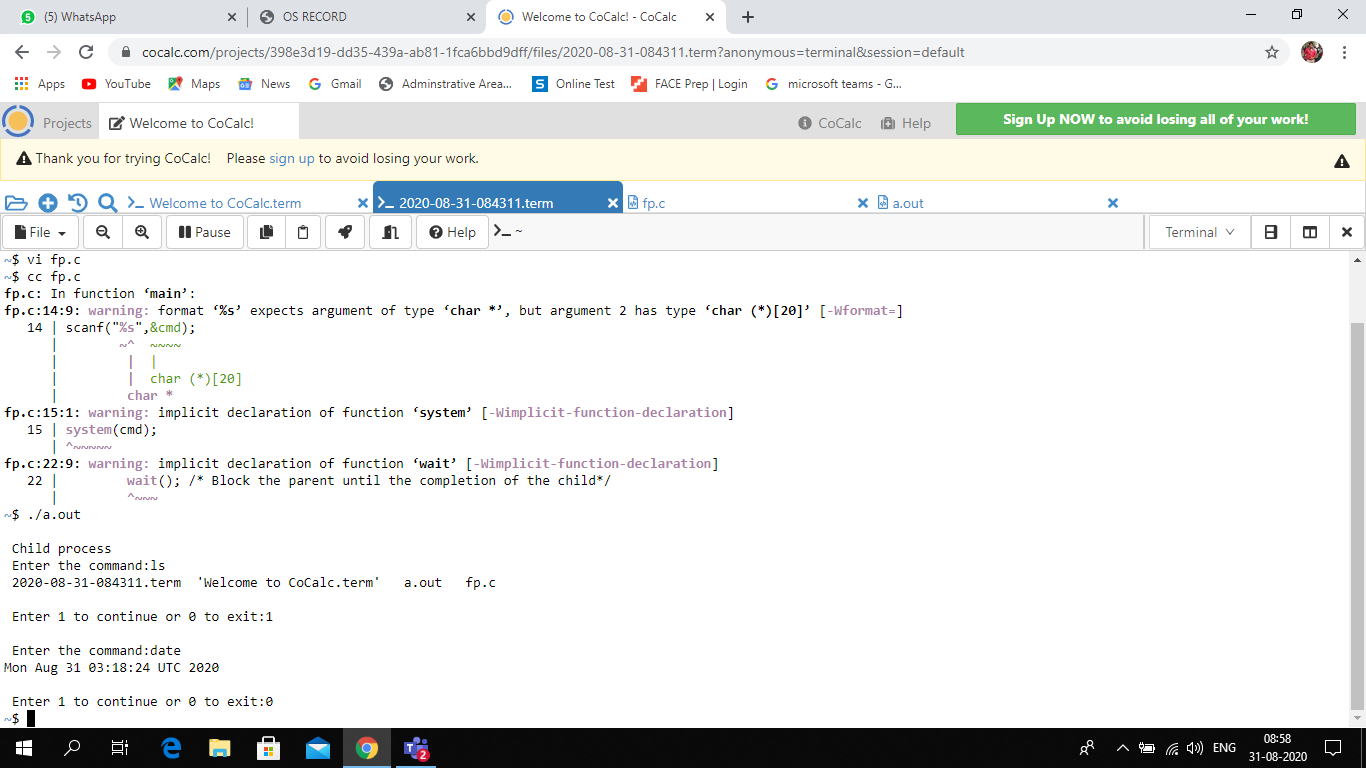 (5) WhatsApp
OS RECORD
Welcome to CoCalc! - CoCalc
cocalc.com/projects/398e3d19-dd35-439a-ab81-1fca6bbd9dff/files/2020-08-31-084311.term?anonymous=terminal&session=default
Apps YouTube Maps News Gmail Adminstrative Area... S Online Test FACE Prep | Login microsoft teams - G...
Projects Welcome to CoCalc! CoCalc Help Sign Up NOW to avoid losing all of your work!
Thank you for trying CoCalc! Please sign up to avoid losing your work.
Welcome to CoCalc.term 2020-08-31-084311.term fp.c a.out
File Pause Help >_ ~ Terminal
~$ vi fp.c
~$ cc fp.c
fp.c: In function ‘main’:
fp.c:14:9: warning: format ‘%s’ expects argument of type ‘char *’, but argument 2 has type ‘char (*)[20]’ [-Wformat=]
   14 | scanf("%s",&cmd);
      |        ~^  ~~~~
      |         |  |
      |         |  char (*)[20]
      |         char *
fp.c:15:1: warning: implicit declaration of function ‘system’ [-Wimplicit-function-declaration]
   15 | system(cmd);
      | ^~~~~~
fp.c:22:9: warning: implicit declaration of function ‘wait’ [-Wimplicit-function-declaration]
   22 |         wait(); /* Block the parent until the completion of the child*/
      |         ^~~~
~$ ./a.out
Child process
Enter the command:ls
2020-08-31-084311.term  'Welcome to CoCalc.term'   a.out   fp.c
Enter 1 to continue or 0 to exit:1
Enter the command:date
Mon Aug 31 03:18:24 UTC 2020
Enter 1 to continue or 0 to exit:0
~$
2
ENG
08:58
31-08-2020